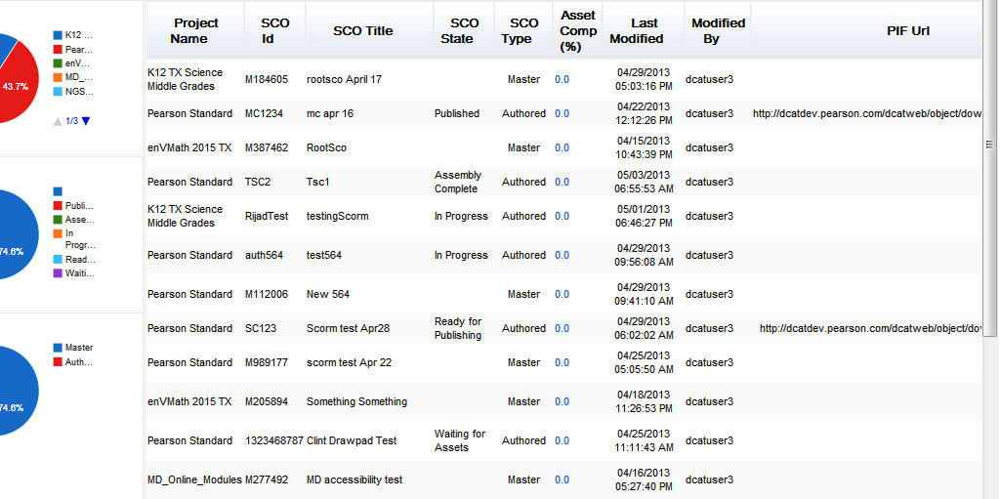 K12 ...
Pear...
enV...
MD_...
NGS...
43.7%
1/3
Publi...
Asse...
In
Progr...
Read...
Waiti...
74.6%
Master
Auth...
74.6%
Project Name SCO Id SCO Title SCO State SCO Type Asset Comp (%) Last Modified Modified By PIF Url
K12 TX Science Middle Grades M184605 rootsco April 17 Master 0.0 04/29/2013 05:03:16 PM dcatuser3
Pearson Standard MC1234 mc apr 16 Published Authored 0.0 04/22/2013 12:12:26 PM dcatuser3 http://dcatdev.pearson.com/dcatweb/object/dow
enVMath 2015 TX M387462 RootSco Master 0.0 04/15/2013 10:43:39 PM dcatuser3
Pearson Standard TSC2 Tsc1 Assembly Complete Authored 0.0 05/03/2013 06:55:53 AM dcatuser3
K12 TX Science Middle Grades RijadTest testingScorm In Progress Authored 0.0 05/01/2013 06:46:27 PM dcatuser3
Pearson Standard auth564 test564 In Progress Authored 0.0 04/29/2013 09:56:08 AM dcatuser3
Pearson Standard M112006 New 564 Master 0.0 04/29/2013 09:41:10 AM dcatuser3
Pearson Standard SC123 Scorm test Apr28 Ready for Publishing Authored 0.0 04/29/2013 06:02:02 AM dcatuser3 http://dcatdev.pearson.com/dcatweb/object/do
Pearson Standard M989177 scorm test Apr 22 Master 0.0 04/25/2013 05:05:50 AM dcatuser3
enVMath 2015 TX M205894 Something Something Master 0.0 04/18/2013 11:26:53 PM dcatuser3
Pearson Standard 1323468787 Clint Drawpad Test Waiting for Assets Authored 0.0 04/25/2013 11:11:43 AM dcatuser3
MD_Online_Modules M277492 MD accessibility test Master 0.0 04/16/2013 05:27:40 PM dcatuser3